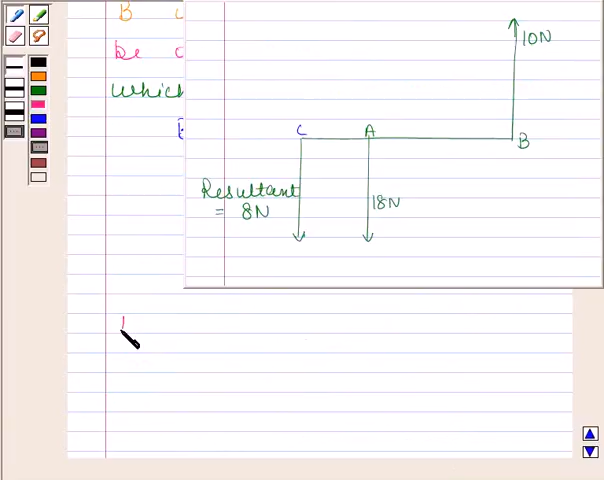 B
be
which
10N
C A
B
Resultant
= 8N
18N